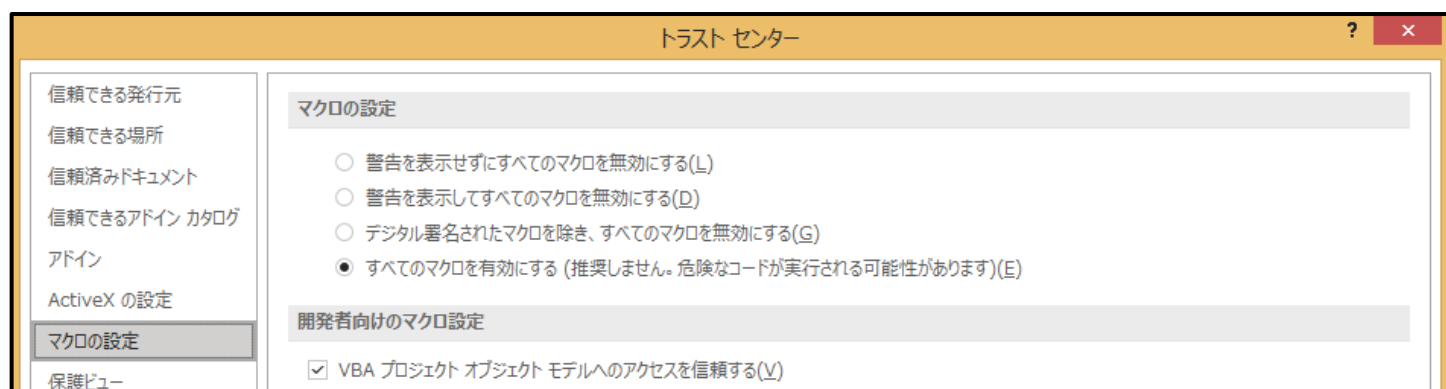 トラスト センター
? ×
信頼できる発行元
信頼できる場所
信頼済みドキュメント
信頼できるアドイン カタログ
アドイン
ActiveX の設定
マクロの設定
保護ビュー
マクロの設定
警告を表示せずにすべてのマクロを無効にする(L)
警告を表示してすべてのマクロを無効にする(D)
デジタル署名されたマクロを除き、すべてのマクロを無効にする(G)
すべてのマクロを有効にする (推奨しません。危険なコードが実行される可能性があります)(E)
開発者向けのマクロ設定
VBA プロジェクト オブジェクト モデルへのアクセスを信頼する(V)